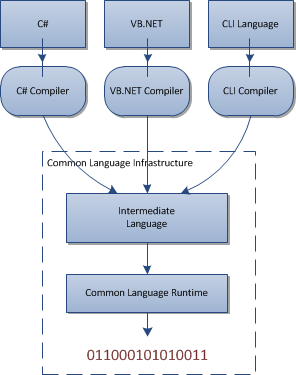 C#
VB.NET
CLI Language
C# Compiler
VB.NET Compiler
CLI Compiler
Common Language Infrastructure
Intermediate
Language
Common Language Runtime
011000101010011